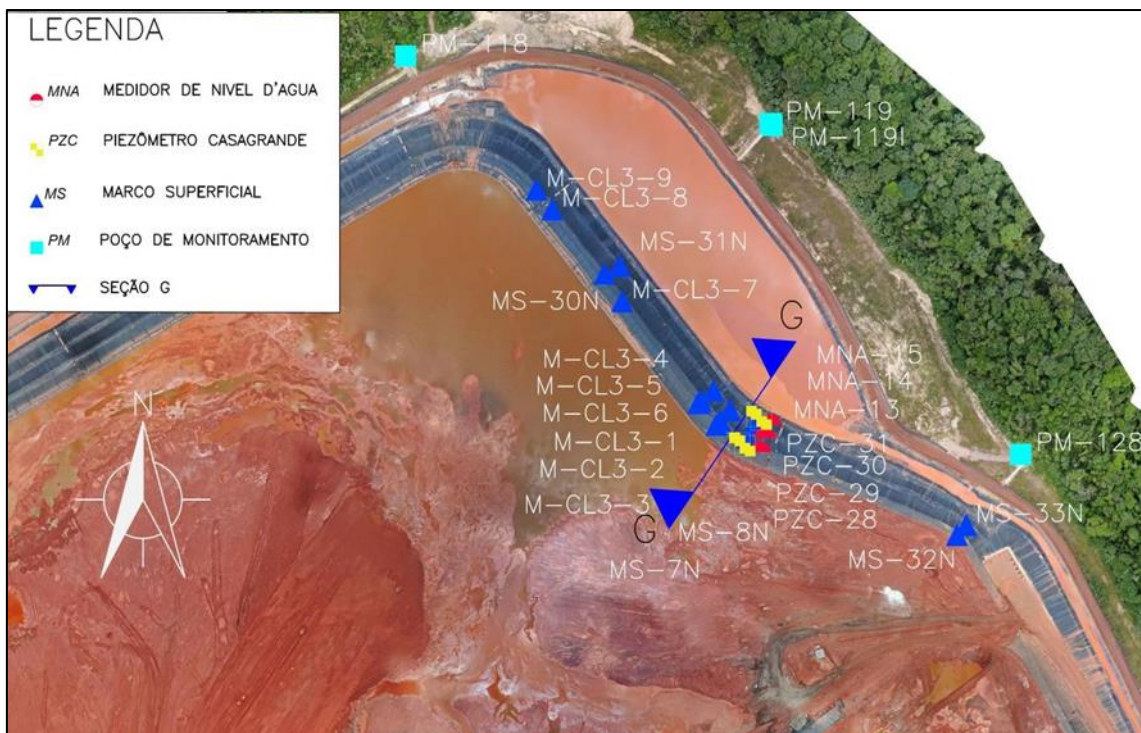 LEGENDA
MNA MEDIDOR DE NIVEL D'AGUA
PZC PIEZÔMETRO CASAGRANDE
MS MARCO SUPERFICIAL
PM POÇO DE MONITORAMENTO
SEÇÃO G
PM-118
PM-119
PM-119I
M-CL3-9
M-CL3-8
MS-31N
M-CL3-7
MS-30N
G
M-CL3-4
M-CL3-5
M-CL3-6
M-CL3-1
M-CL3-2
M-CL3-3
MNA-15
MNA-14
MNA-13
PZC-31
PZC-30
PZC-29
PZC-28
PM-128
N
G
MS-8N
MS-7N
MS-33N
MS-32N